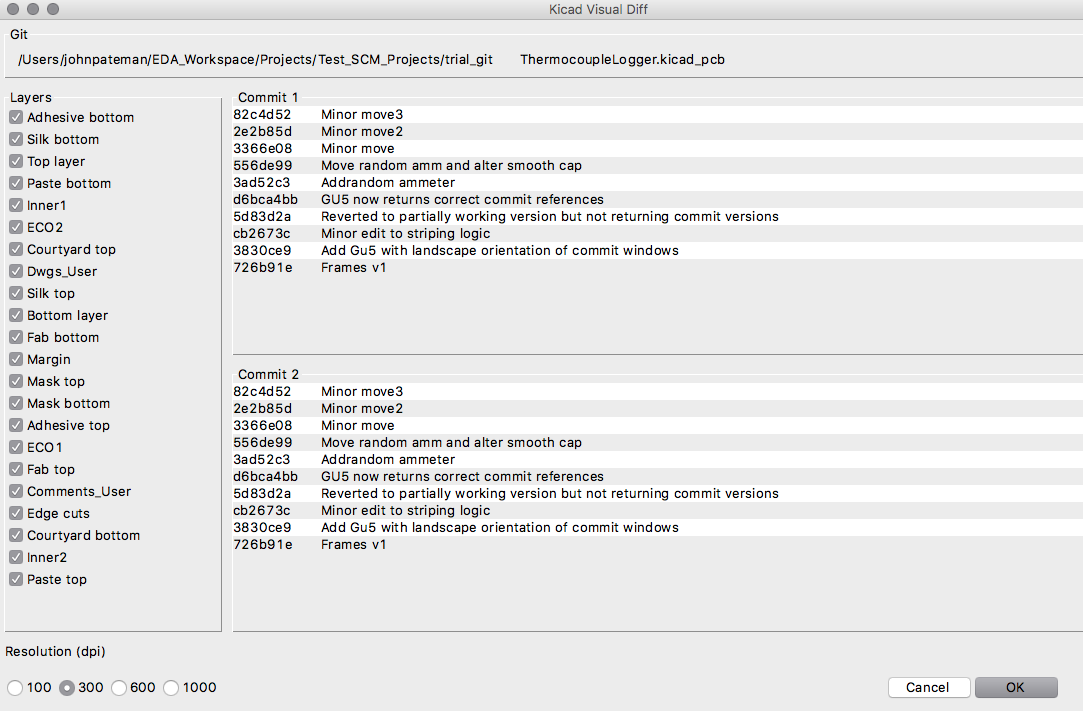 Kicad Visual Diff
Git
/Users/johnpateman/EDA_Workspace/Projects/Test_SCM_Projects/trial_git ThermocoupleLogger.kicad_pcb
Layers
Adhesive bottom
Silk bottom
Top layer
Paste bottom
Inner1
ECO2
Courtyard top
Dwgs_User
Silk top
Bottom layer
Fab bottom
Margin
Mask top
Mask bottom
Adhesive top
ECO1
Fab top
Comments_User
Edge cuts
Courtyard bottom
Inner2
Paste top
Commit 1
82c4d52 Minor move3
2e2b85d Minor move2
3366e08 Minor move
556de99 Move random amm and alter smooth cap
3ad52c3 Addrandom ammeter
d6bca4bb GU5 now returns correct commit references
5d83d2a Reverted to partially working version but not returning commit versions
cb2673c Minor edit to striping logic
3830ce9 Add Gu5 with landscape orientation of commit windows
726b91e Frames v1
Commit 2
82c4d52 Minor move3
2e2b85d Minor move2
3366e08 Minor move
556de99 Move random amm and alter smooth cap
3ad52c3 Addrandom ammeter
d6bca4bb GU5 now returns correct commit references
5d83d2a Reverted to partially working version but not returning commit versions
cb2673c Minor edit to striping logic
3830ce9 Add Gu5 with landscape orientation of commit windows
726b91e Frames v1
Resolution (dpi)
100 300 600 1000
Cancel OK